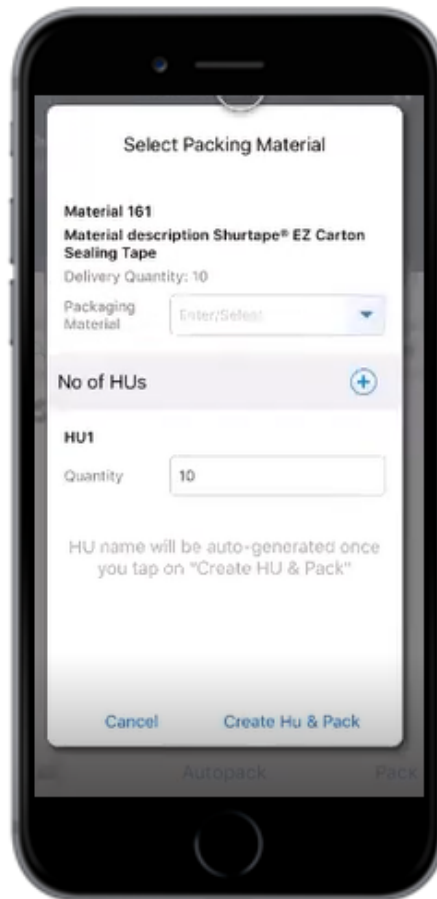 Select Packing Material
Material 161
Material description Shurtape® EZ Carton
Sealing Tape
Delivery Quantity: 10
Packaging
Material
Enter/Select
No of HUs
HU1
Quantity
10
HU name will be auto-generated once
you tap on "Create HU & Pack"
Cancel
Create Hu & Pack
Autopack
Pack